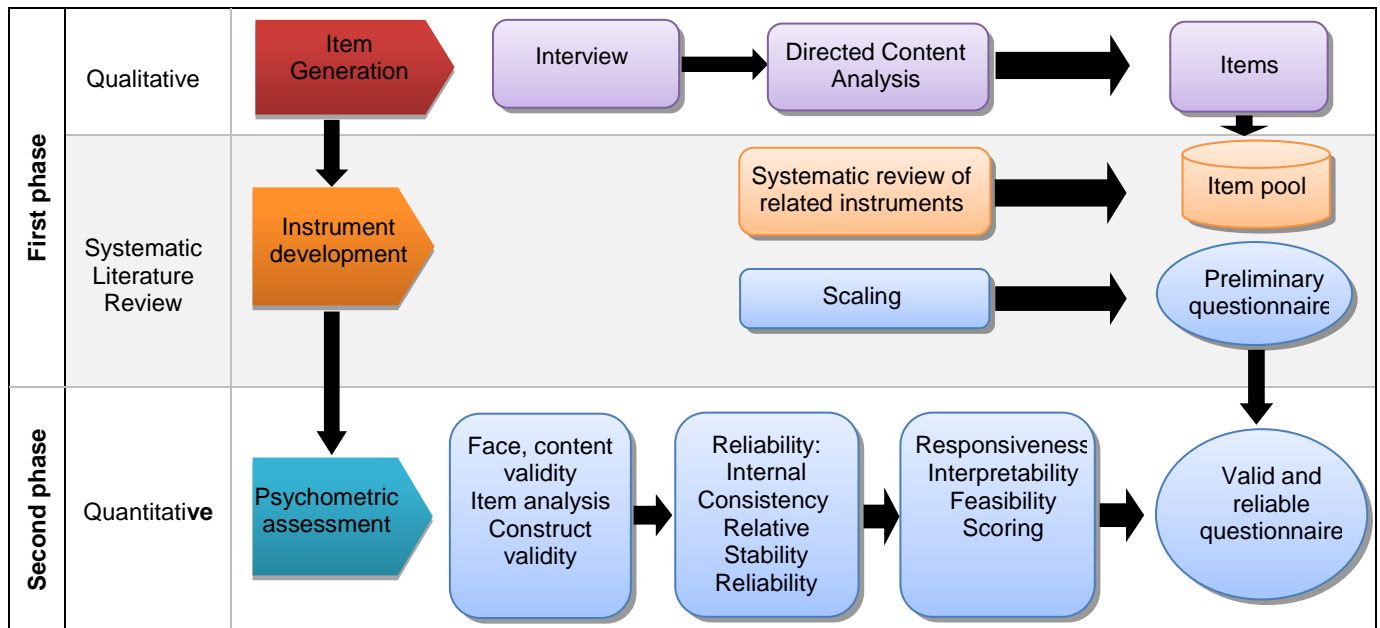 First phase
Qualitative
Item
Generation
Interview
Directed Content
Analysis
Items
Systematic
Literature
Review
Instrument
development
Systematic review of
related instruments
Item pool
Scaling
Preliminary
questionnaire
Second phase
Quantitative
Psychometric
assessment
Face, content
validity
Item analysis
Construct
validity
Reliability:
Internal
Consistency
Relative
Stability
Reliability
Responsiveness
Interpretability
Feasibility
Scoring
Valid and
reliable
questionnaire